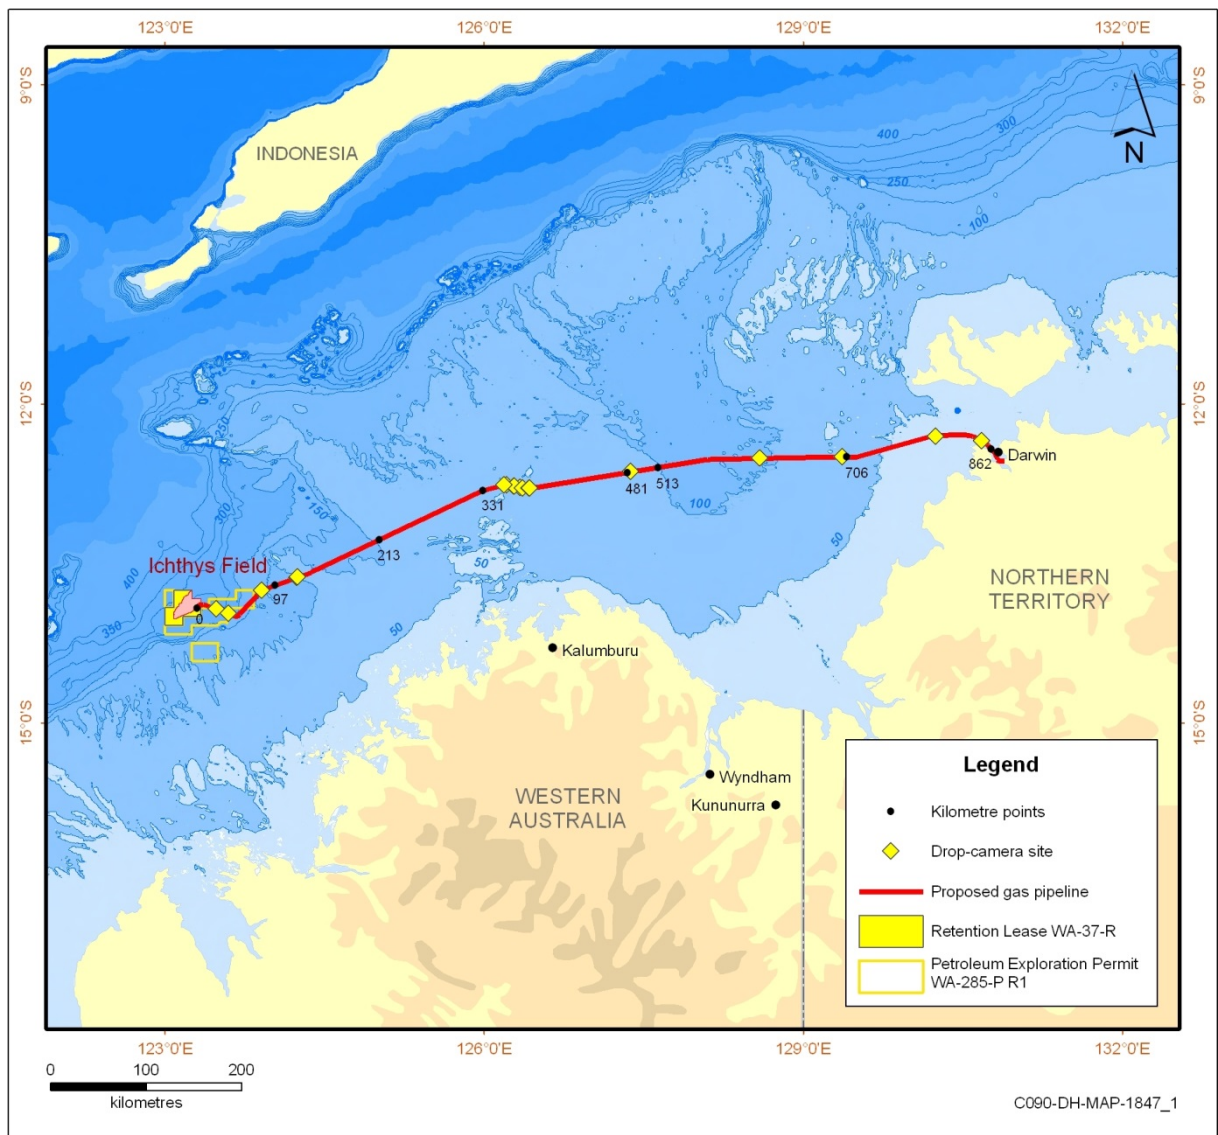 123°0'E
126°0'E
129°0'E
132°0'E
9°0'S
9°0'S
N
INDONESIA
400
300
250
100
12°0'S
12°0'S
250
300
150
Darwin
862
706
513
481
100
331
213
50
50
Ichthys Field
97
0
400
350
50
NORTHERN
TERRITORY
Kalumburu
15°0'S
15°0'S
Wyndham
Kununurra
WESTERN
AUSTRALIA
Legend
Kilometre points
Drop-camera site
Proposed gas pipeline
Retention Lease WA-37-R
Petroleum Exploration Permit
WA-285-P R1
123°0'E
126°0'E
129°0'E
132°0'E
0 100 200
kilometres
C090-DH-MAP-1847_1